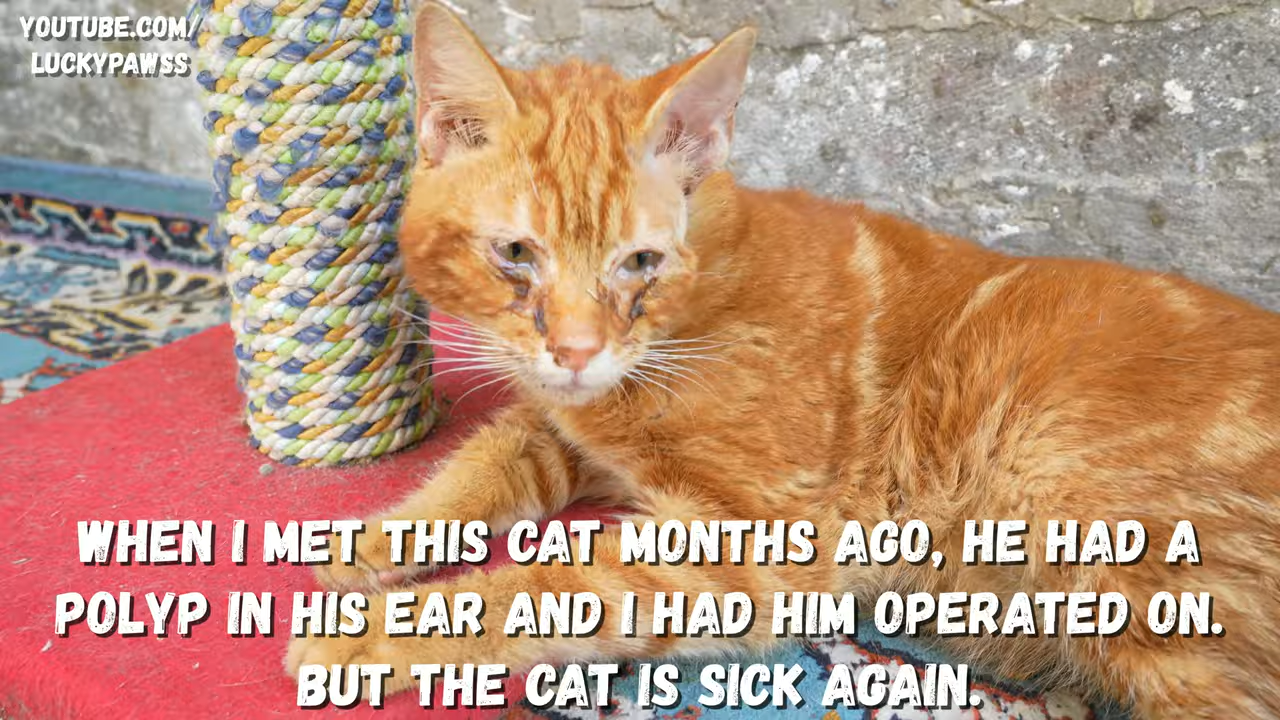 YOUTUBE.COM/
LUCKYPAWSS
WHEN I MET THIS CAT MONTHS AGO, HE HAD A
POLYP IN HIS EAR AND I HAD HIM OPERATED ON.
BUT THE CAT IS SICK AGAIN.